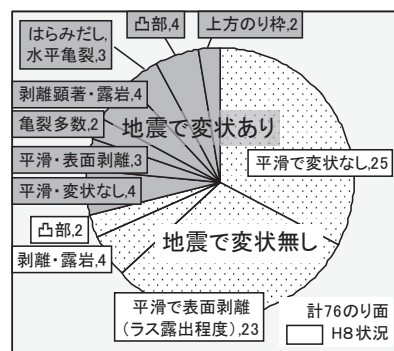 はらみだし,
水平亀裂,3
凸部,4
上方のり枠,2
剥離顕著・露岩,4
亀裂多数,2
地震で変状あり
平滑・表面剥離,3
平滑・変状なし,4
平滑で変状なし,25
凸部,2
剥離・露岩,4
地震で変状無し
平滑で表面剥離
(ラス露出程度),23
計76のり面
H8状況